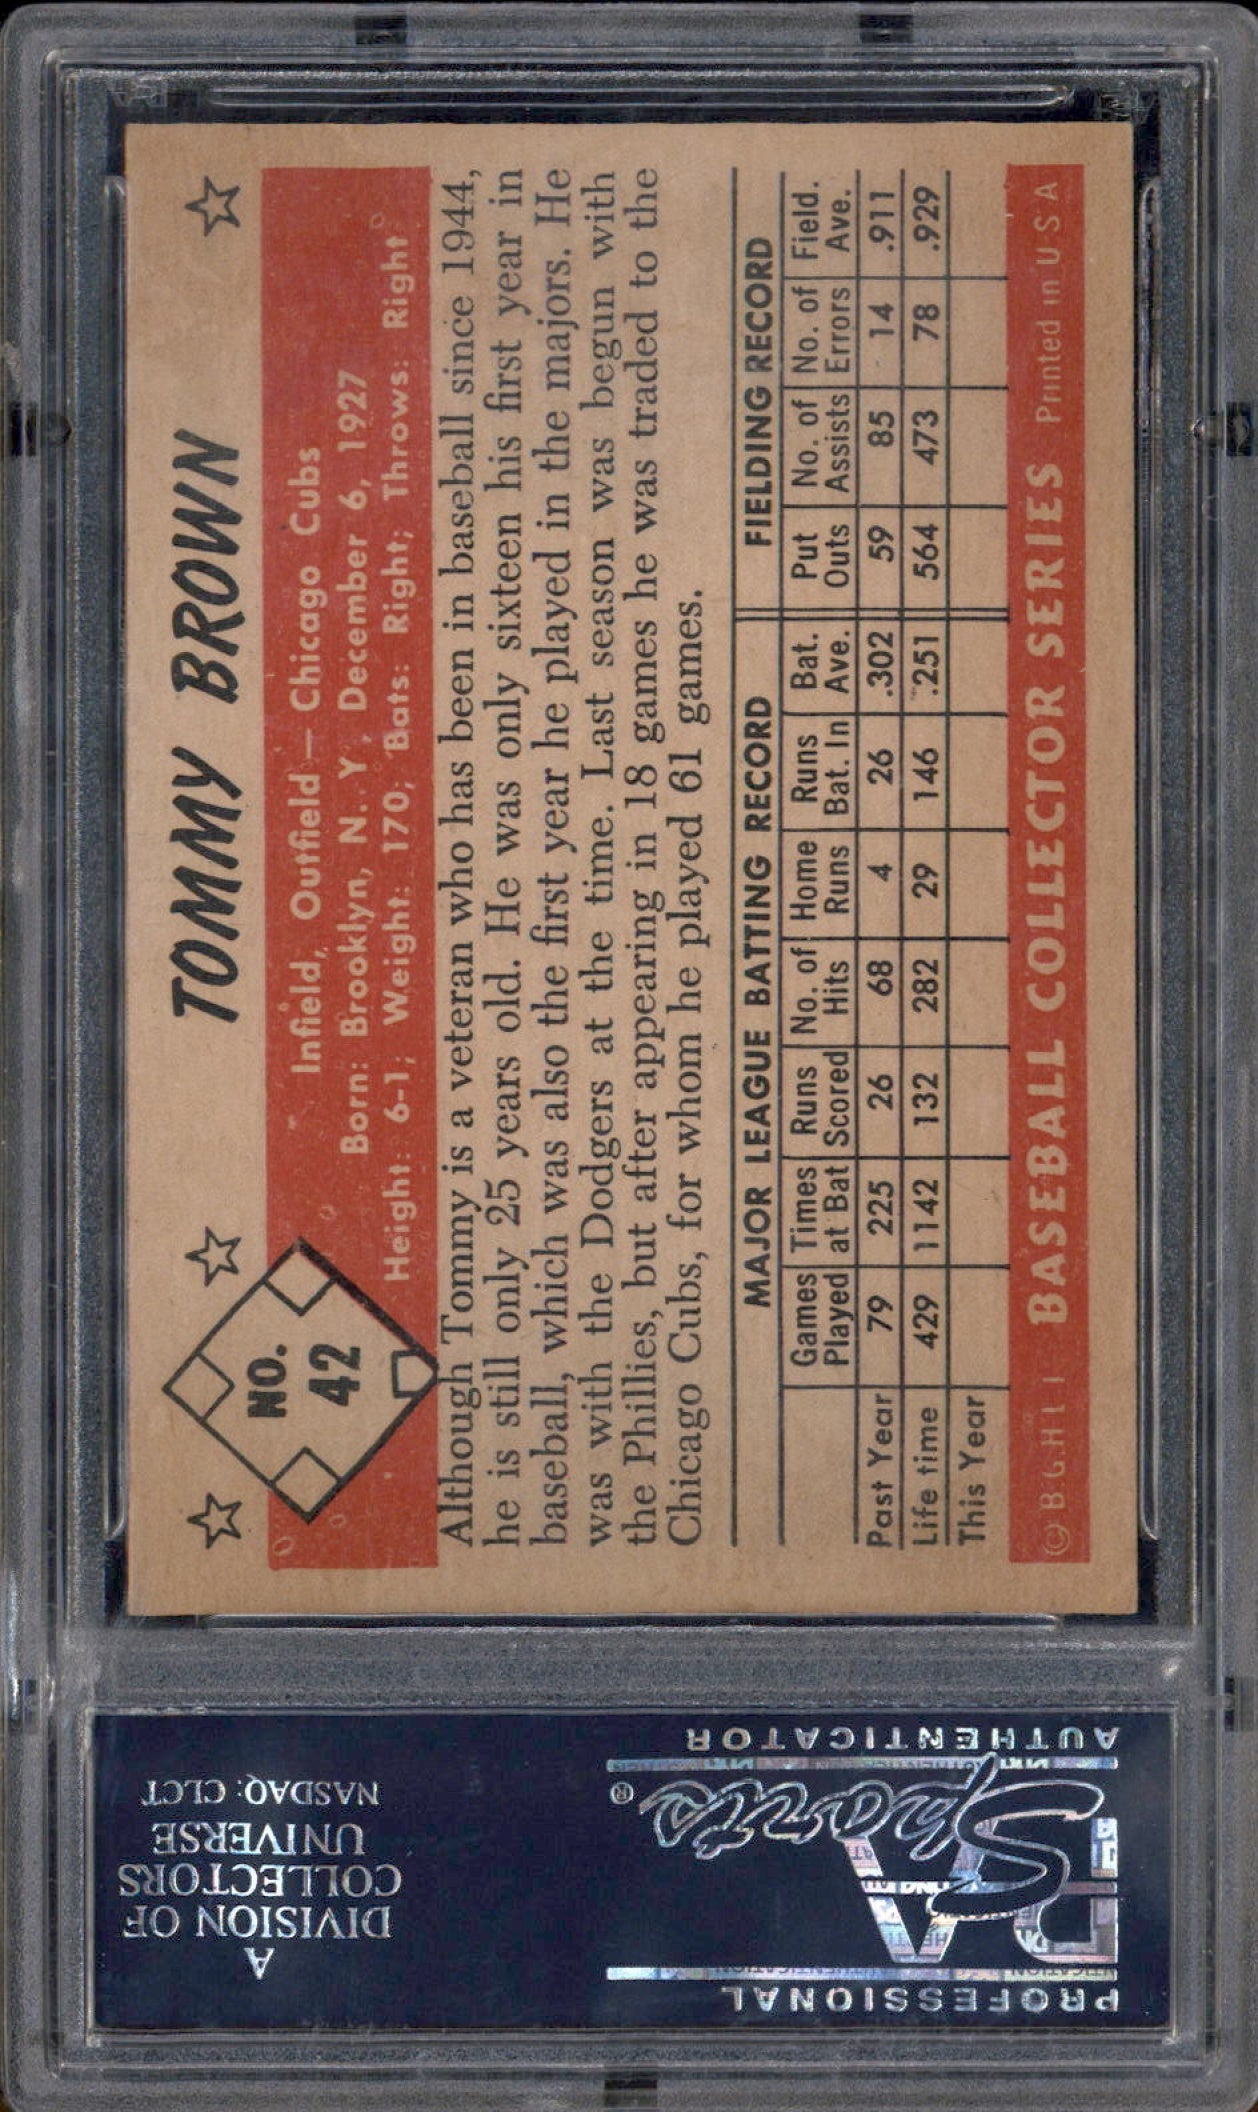 TOMMY BROWN
NO.
42
Infield, Outfield — Chicago Cubs
Born: Brooklyn, N. Y., December 6, 1927
Height: 6-1; Weight: 170; Bats: Right; Throws: Right
Although Tommy is a veteran who has been in baseball since 1944,
he is still only 25 years old. He was only sixteen his first year in
baseball, which was also the first year he played in the majors. He
was with the Dodgers at the time. Last season was begun with
the Phillies, but after appearing in 18 games he was traded to the
Chicago Cubs, for whom he played 61 games.
MAJOR LEAGUE BATTING RECORD FIELDING RECORD
Games Times Runs No. of Home Runs Bat. Put No. of No. of Field.
Played at Bat Scored Hits Runs Bat. In Ave. Outs Assists Errors Ave.
Past Year 79 225 26 68 4 26 .302 59 85 14 .911
Life time 429 1142 132 282 29 146 .251 564 473 78 .929
This Year
© B.G.H.L.I. BASEBALL COLLECTOR SERIES Printed in U S A
PROFESSIONAL
PSA
Sports ®
AUTHENTICATOR
A
DIVISION OF
COLLECTORS
UNIVERSE
NASDAQ: CLCT